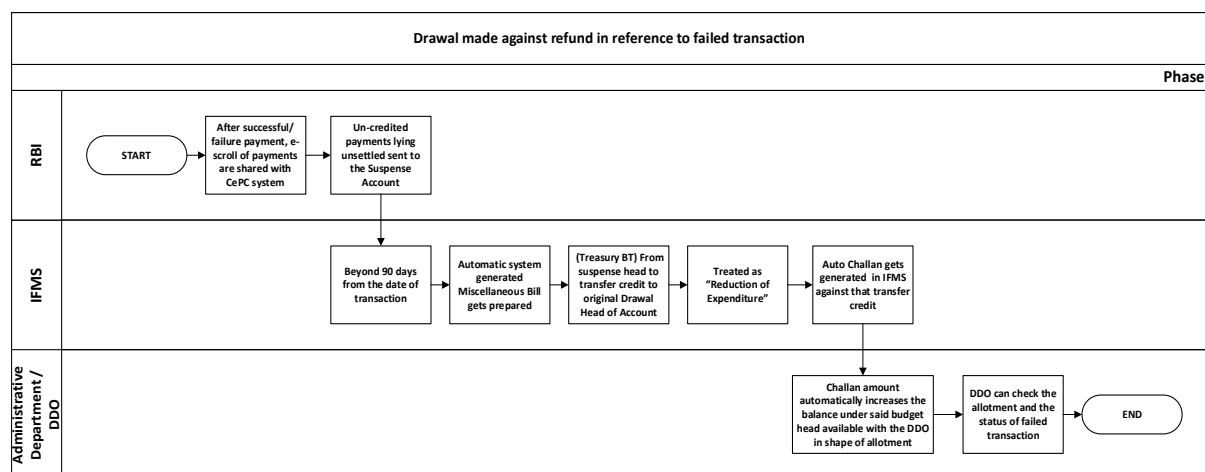 Drawal made against refund in reference to failed transaction
Phase
RBI
START
After successful/
failure payment, e-
scroll of payments
are shared with
CePC system
Un-credited
payments lying
unsettled sent to
the Suspense
Account
IFMS
Beyond 90 days
from the date of
transaction
Automatic system
generated
Miscellaneous Bill
gets prepared
(Treasury BT) From
suspense head to
transfer credit to
original Drawal
Head of Account
Treated as
“Reduction of
Expenditure”
Auto Challan gets
generated in IFMS
against that transfer
credit
Administrative
Department /
DDO
Challan amount
automatically increases the
balance under said budget
head available with the DDO
in shape of allotment
DDO can check the
allotment and the
status of failed
transaction
END